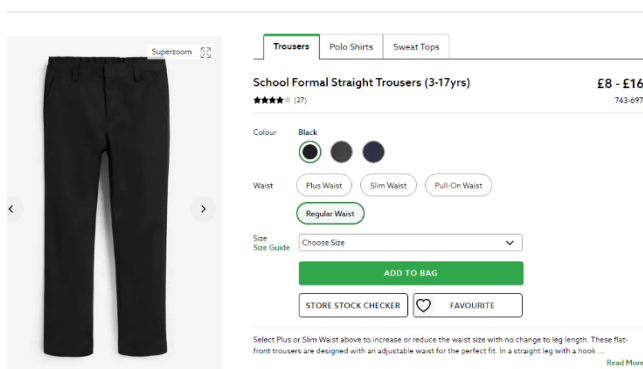 Superzoom
Trousers
Polo Shirts
Sweat Tops
School Formal Straight Trousers (3-17yrs)
£8 - £16
(27)
743-697
Colour
Black
Waist
Plus Waist
Slim Waist
Pull-On Waist
Regular Waist
Size
Size Guide
Choose Size
ADD TO BAG
STORE STOCK CHECKER
FAVOURITE
Select Plus or Slim Waist above to increase or reduce the waist size with no change to leg length. These flat-
front trousers are designed with an adjustable waist for the perfect fit. In a straight leg with a hook ...
Read More